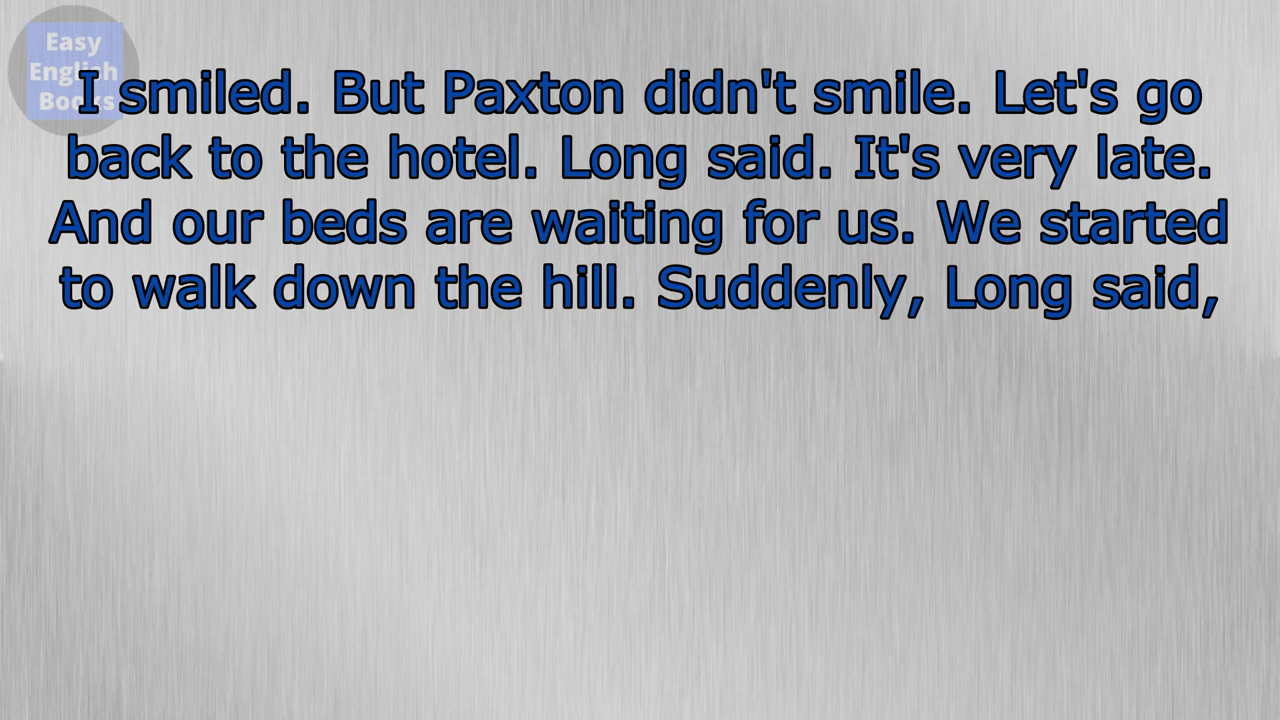 Easy
English
Books
I smiled. But Paxton didn't smile. Let's go
back to the hotel. Long said. It's very late.
And our beds are waiting for us. We started
to walk down the hill. Suddenly, Long said,